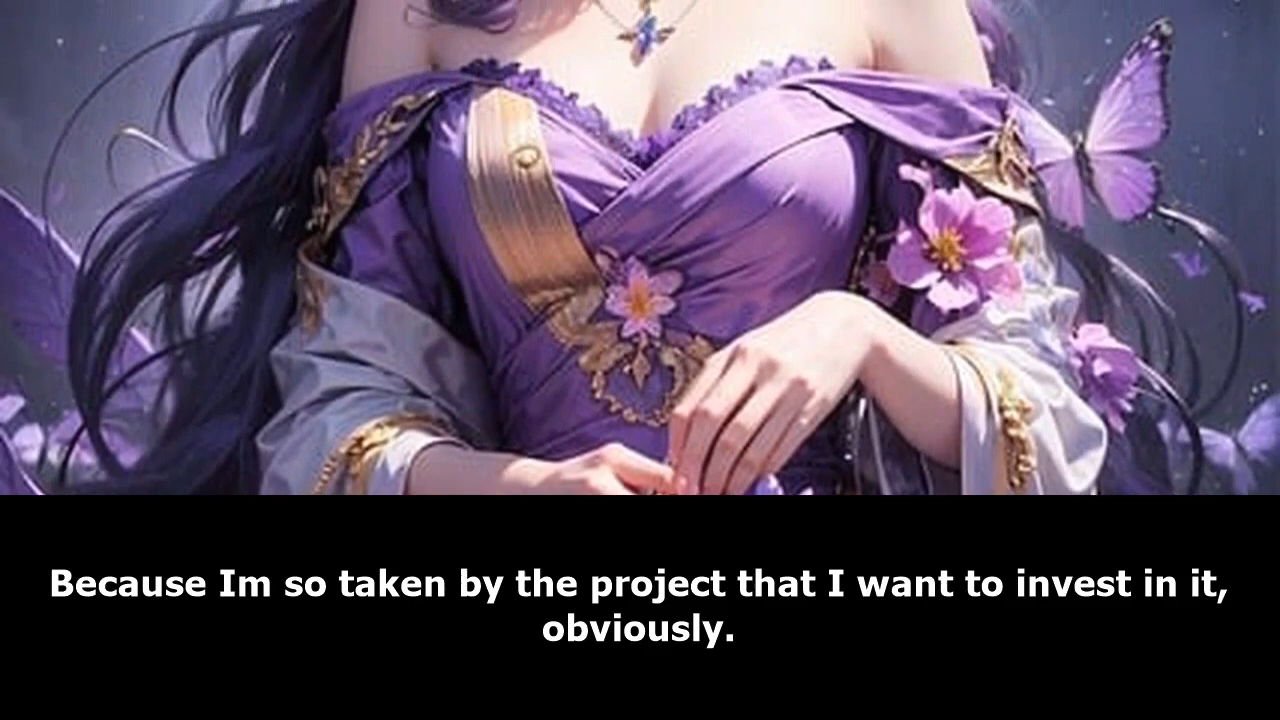 Because Im so taken by the project that I want to invest in it,
obviously.